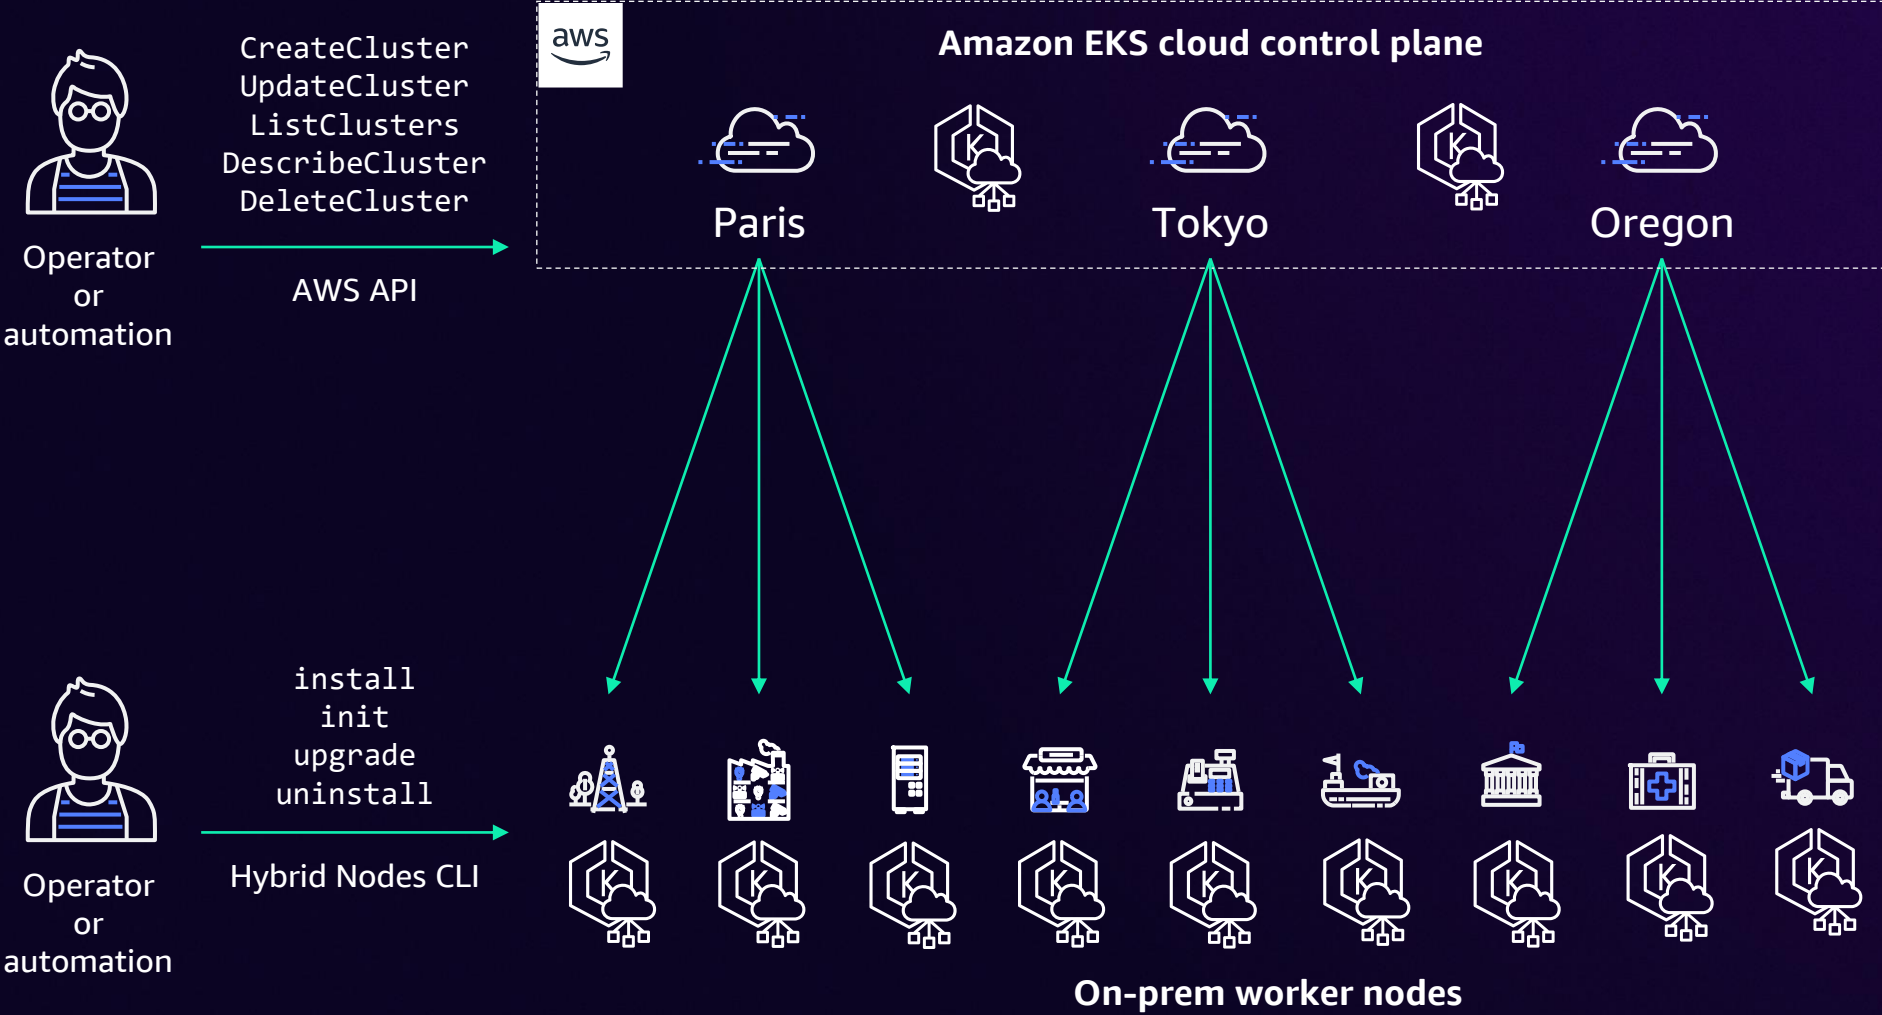 CreateCluster
UpdateCluster
ListClusters
DescribeCluster
DeleteCluster
AWS API
Operator
or
automation
aws
Amazon EKS cloud control plane
Paris
Tokyo
Oregon
K
K
install
init
upgrade
uninstall
Hybrid Nodes CLI
Operator
or
automation
K
K
K
K
K
K
K
K
K
On-prem worker nodes